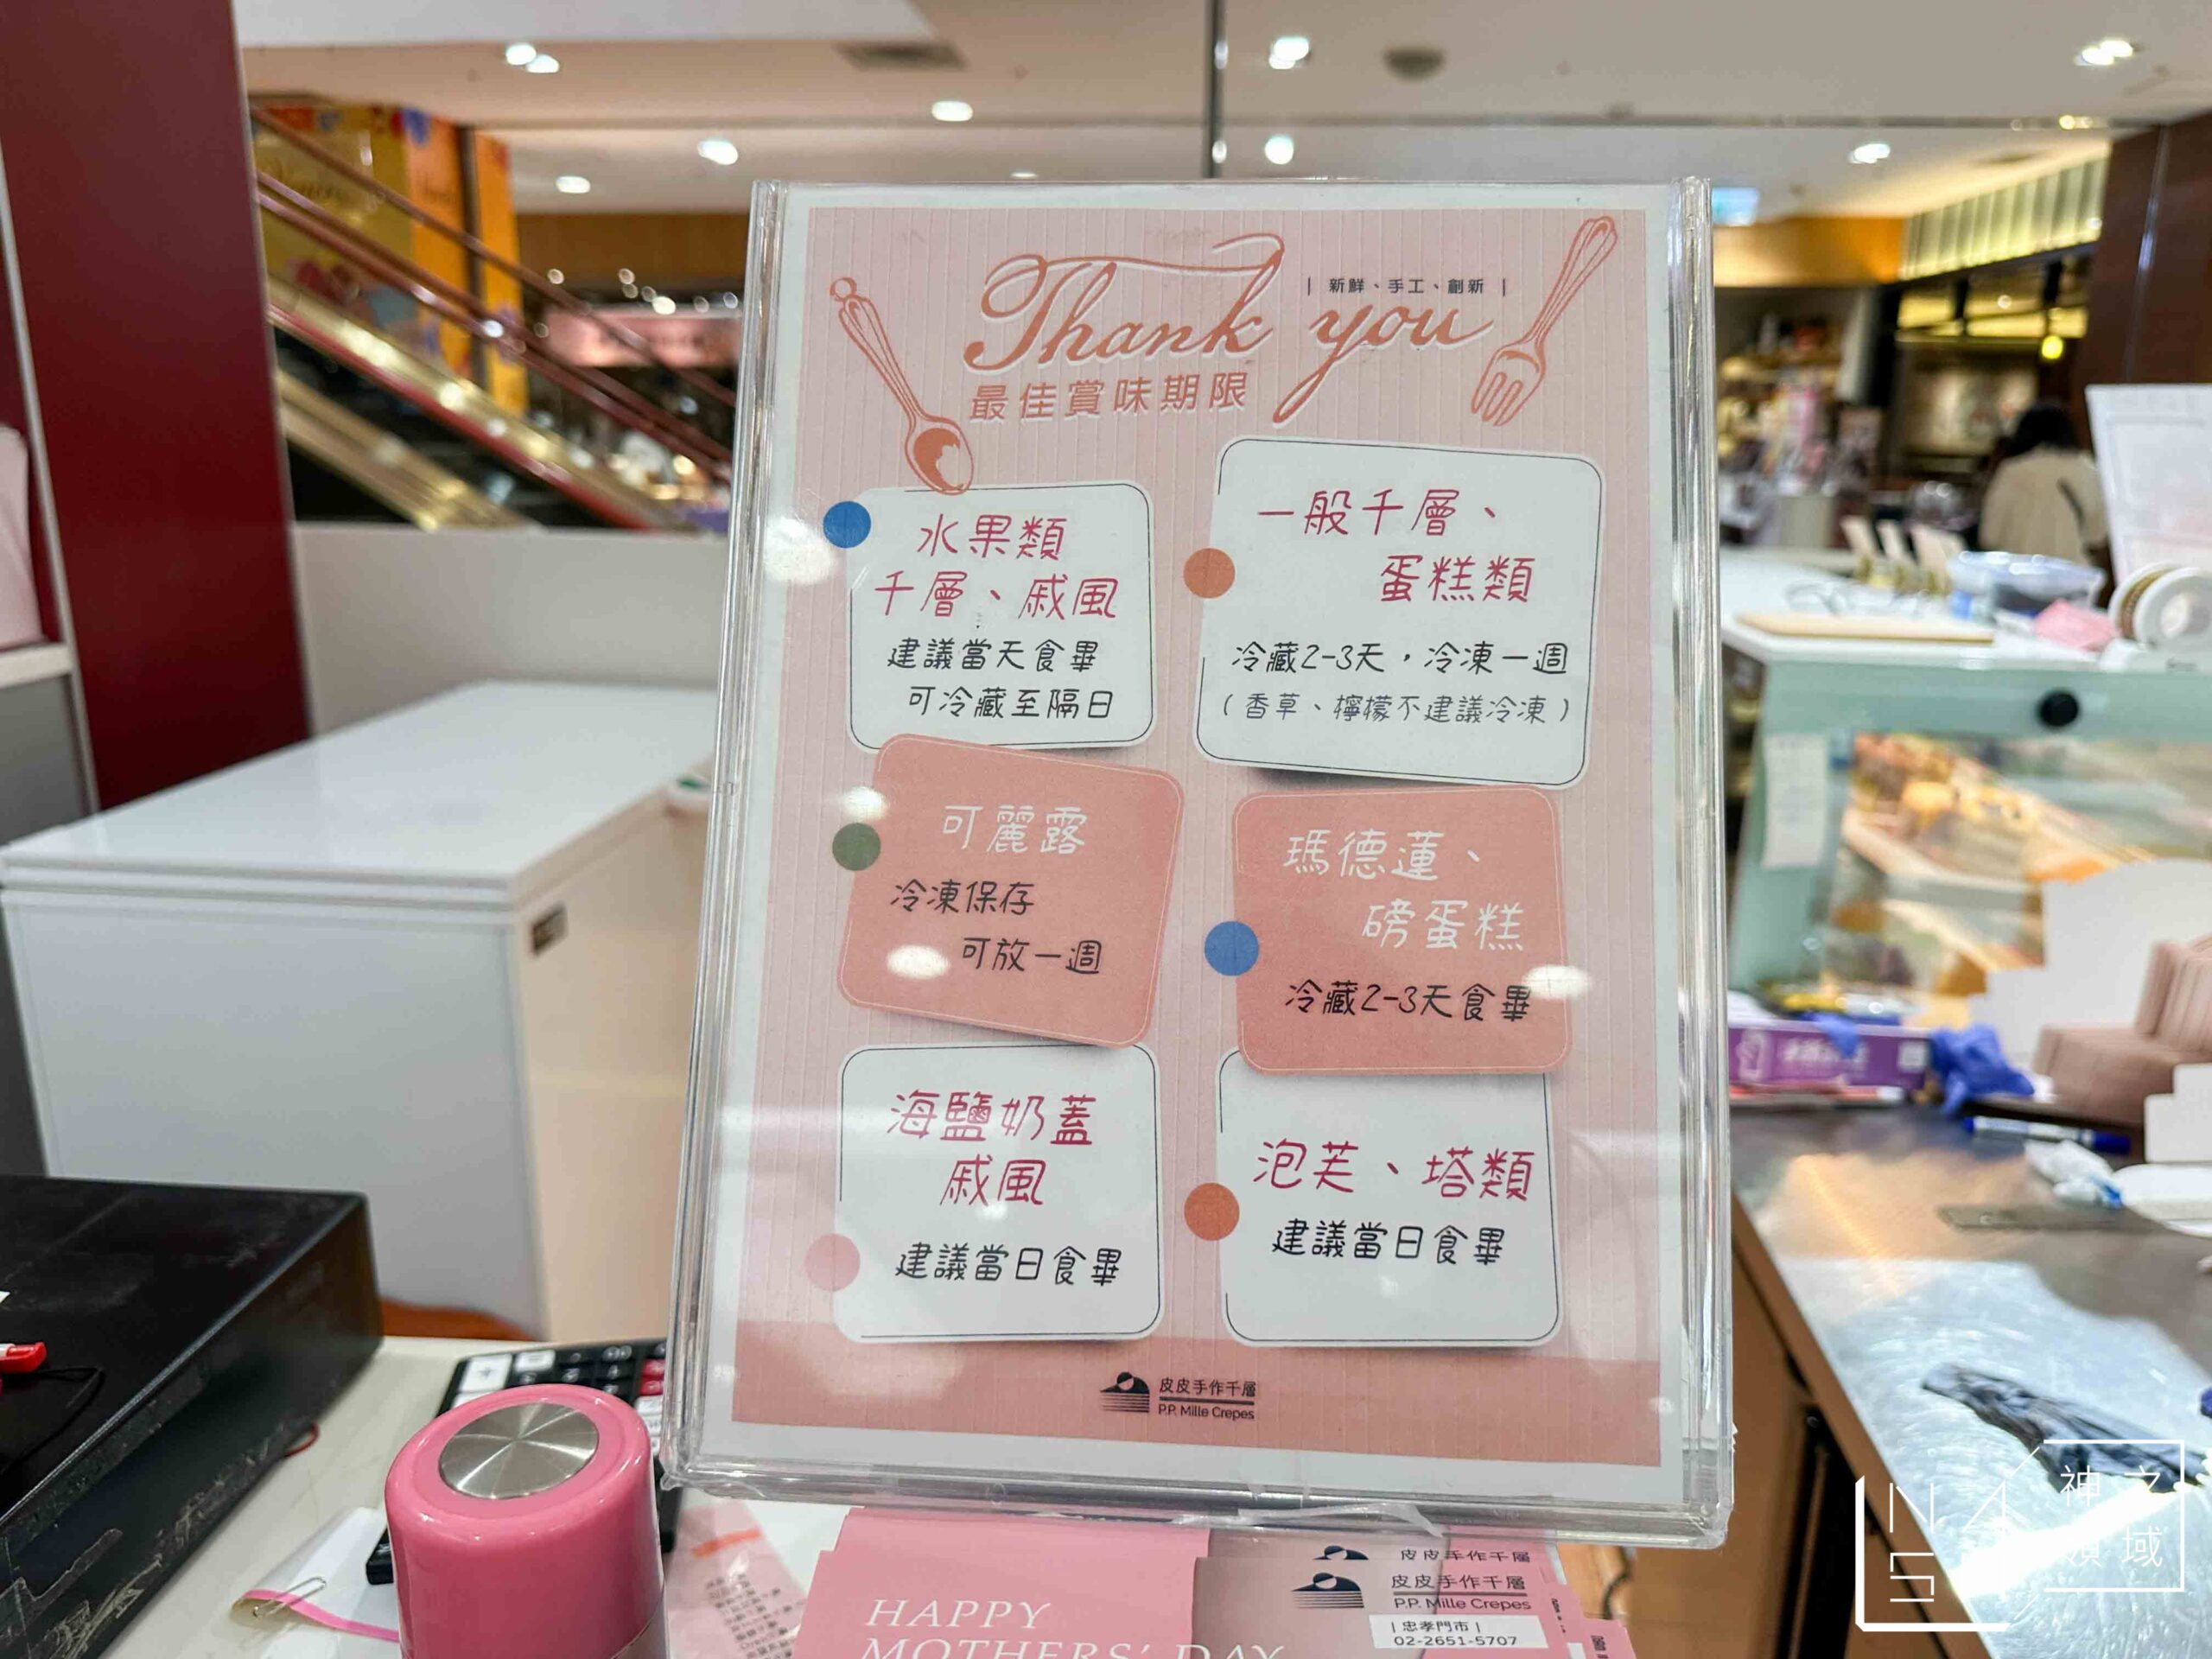 Thank you
| 新鮮、手工、創新 |
最佳賞味期限
水果類
千層、戚風
建議當天食畢
可冷藏至隔日
一般千層、
蛋糕類
冷藏2-3天，冷凍一週
（香草、檸檬不建議冷凍）
可麗露
冷凍保存
可放一週
瑪德蓮、
磅蛋糕
冷藏2-3天食畢
海鹽奶蓋
戚風
建議當日食畢
泡芙、塔類
建議當日食畢
皮皮手作千層
P.P. Mille Crepes
HAPPY
MOTHERS' DAY
皮皮手作千層
皮皮手作千層
P.P. Mille Crepes
| 忠孝門市 |
02-2651-5707
神之
領域